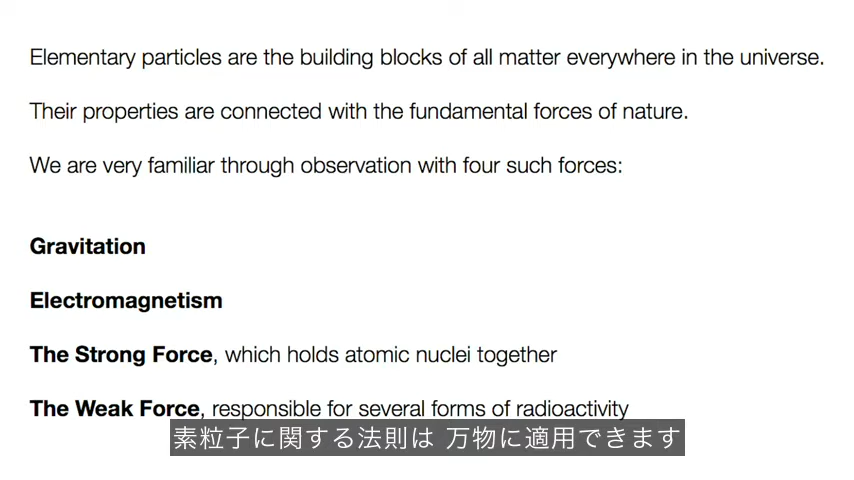 Elementary particles are the building blocks of all matter everywhere in the universe.
Their properties are connected with the fundamental forces of nature.
We are very familiar through observation with four such forces:
Gravitation
Electromagnetism
The Strong Force, which holds atomic nuclei together
The Weak Force, responsible for several forms of radioactivity
素粒子に関する法則は 万物に適用できます